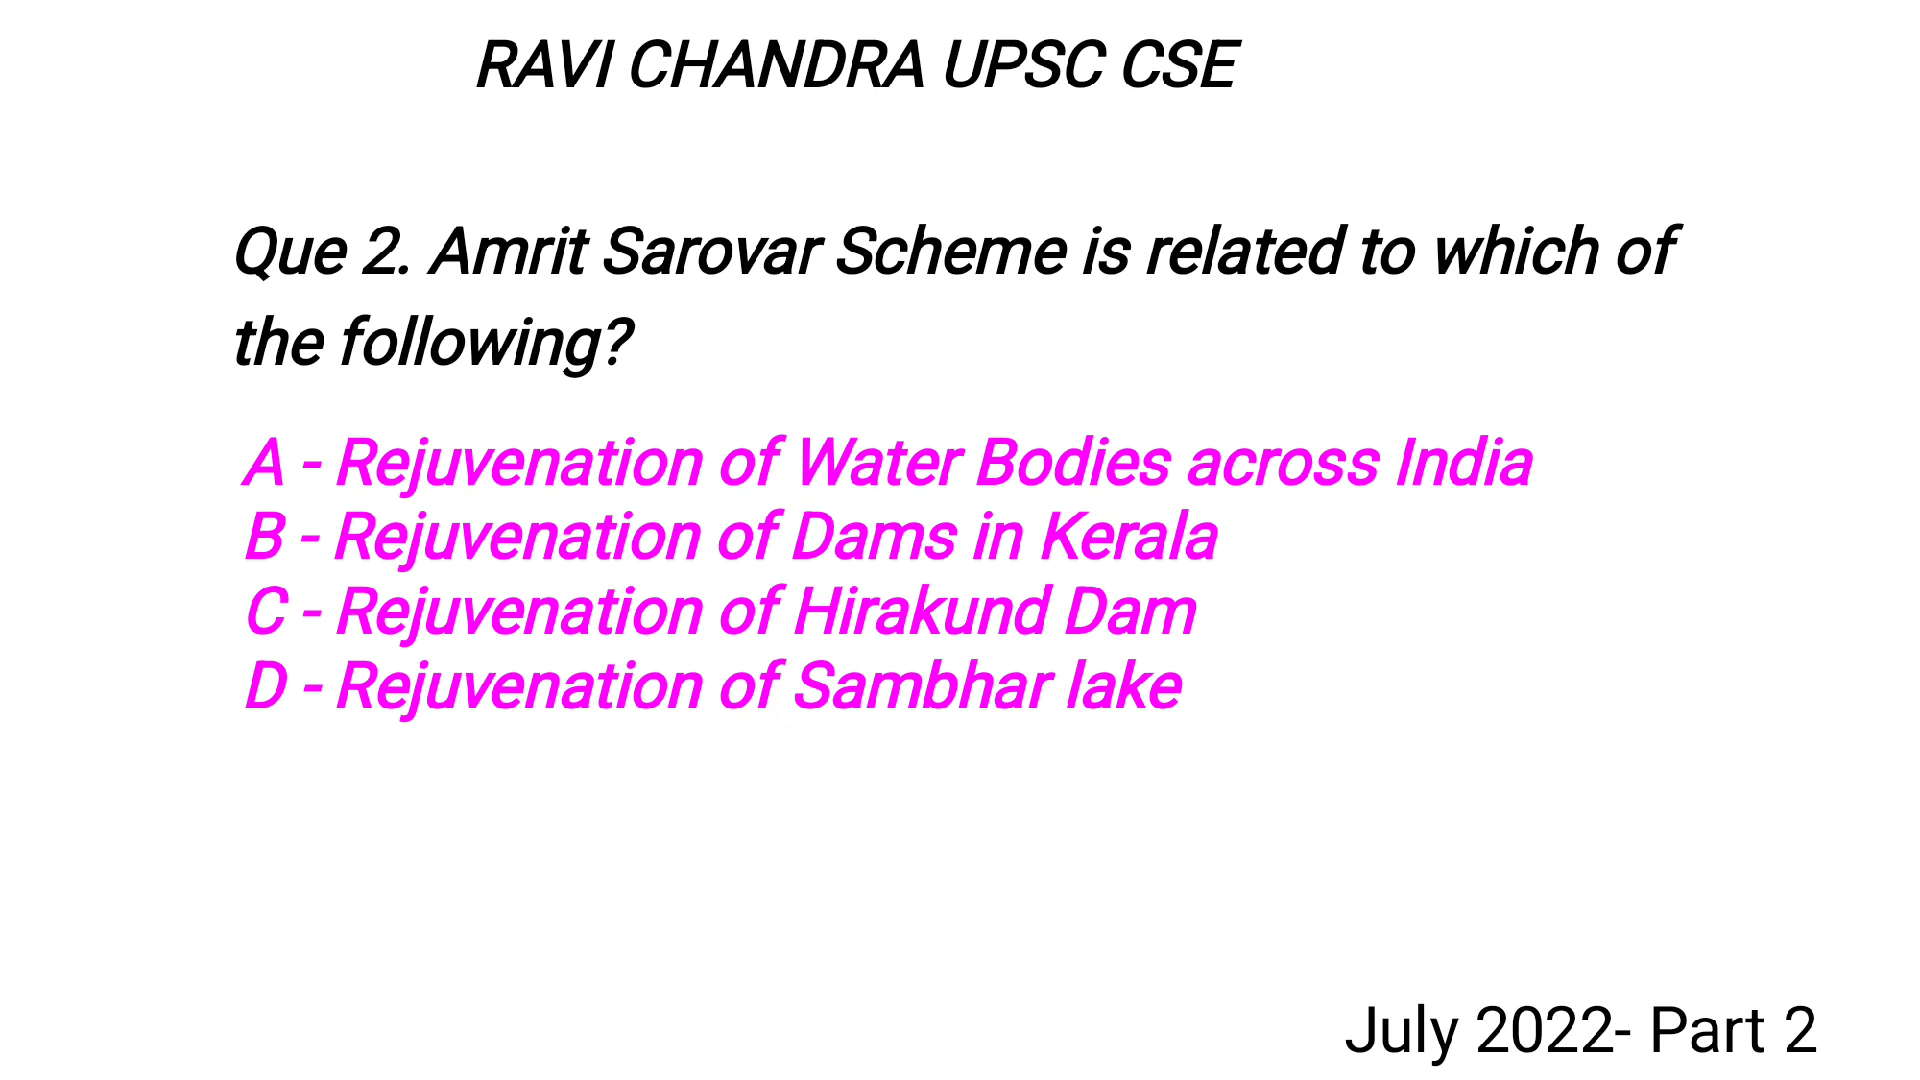 RAVI CHANDRA UPSC CSE
Que 2. Amrit Sarovar Scheme is related to which of
the following?
A - Rejuvenation of Water Bodies across India
B - Rejuvenation of Dams in Kerala
C - Rejuvenation of Hirakund Dam
D - Rejuvenation of Sambhar lake
July 2022- Part 2